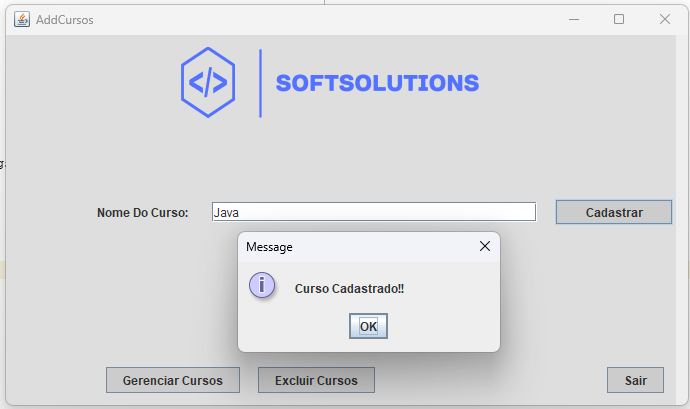 AddCursos
</>
SOFTSOLUTIONS
Nome Do Curso:
Java
Cadastrar
Message
i
Curso Cadastrado!!
OK
Gerenciar Cursos
Excluir Cursos
Sair